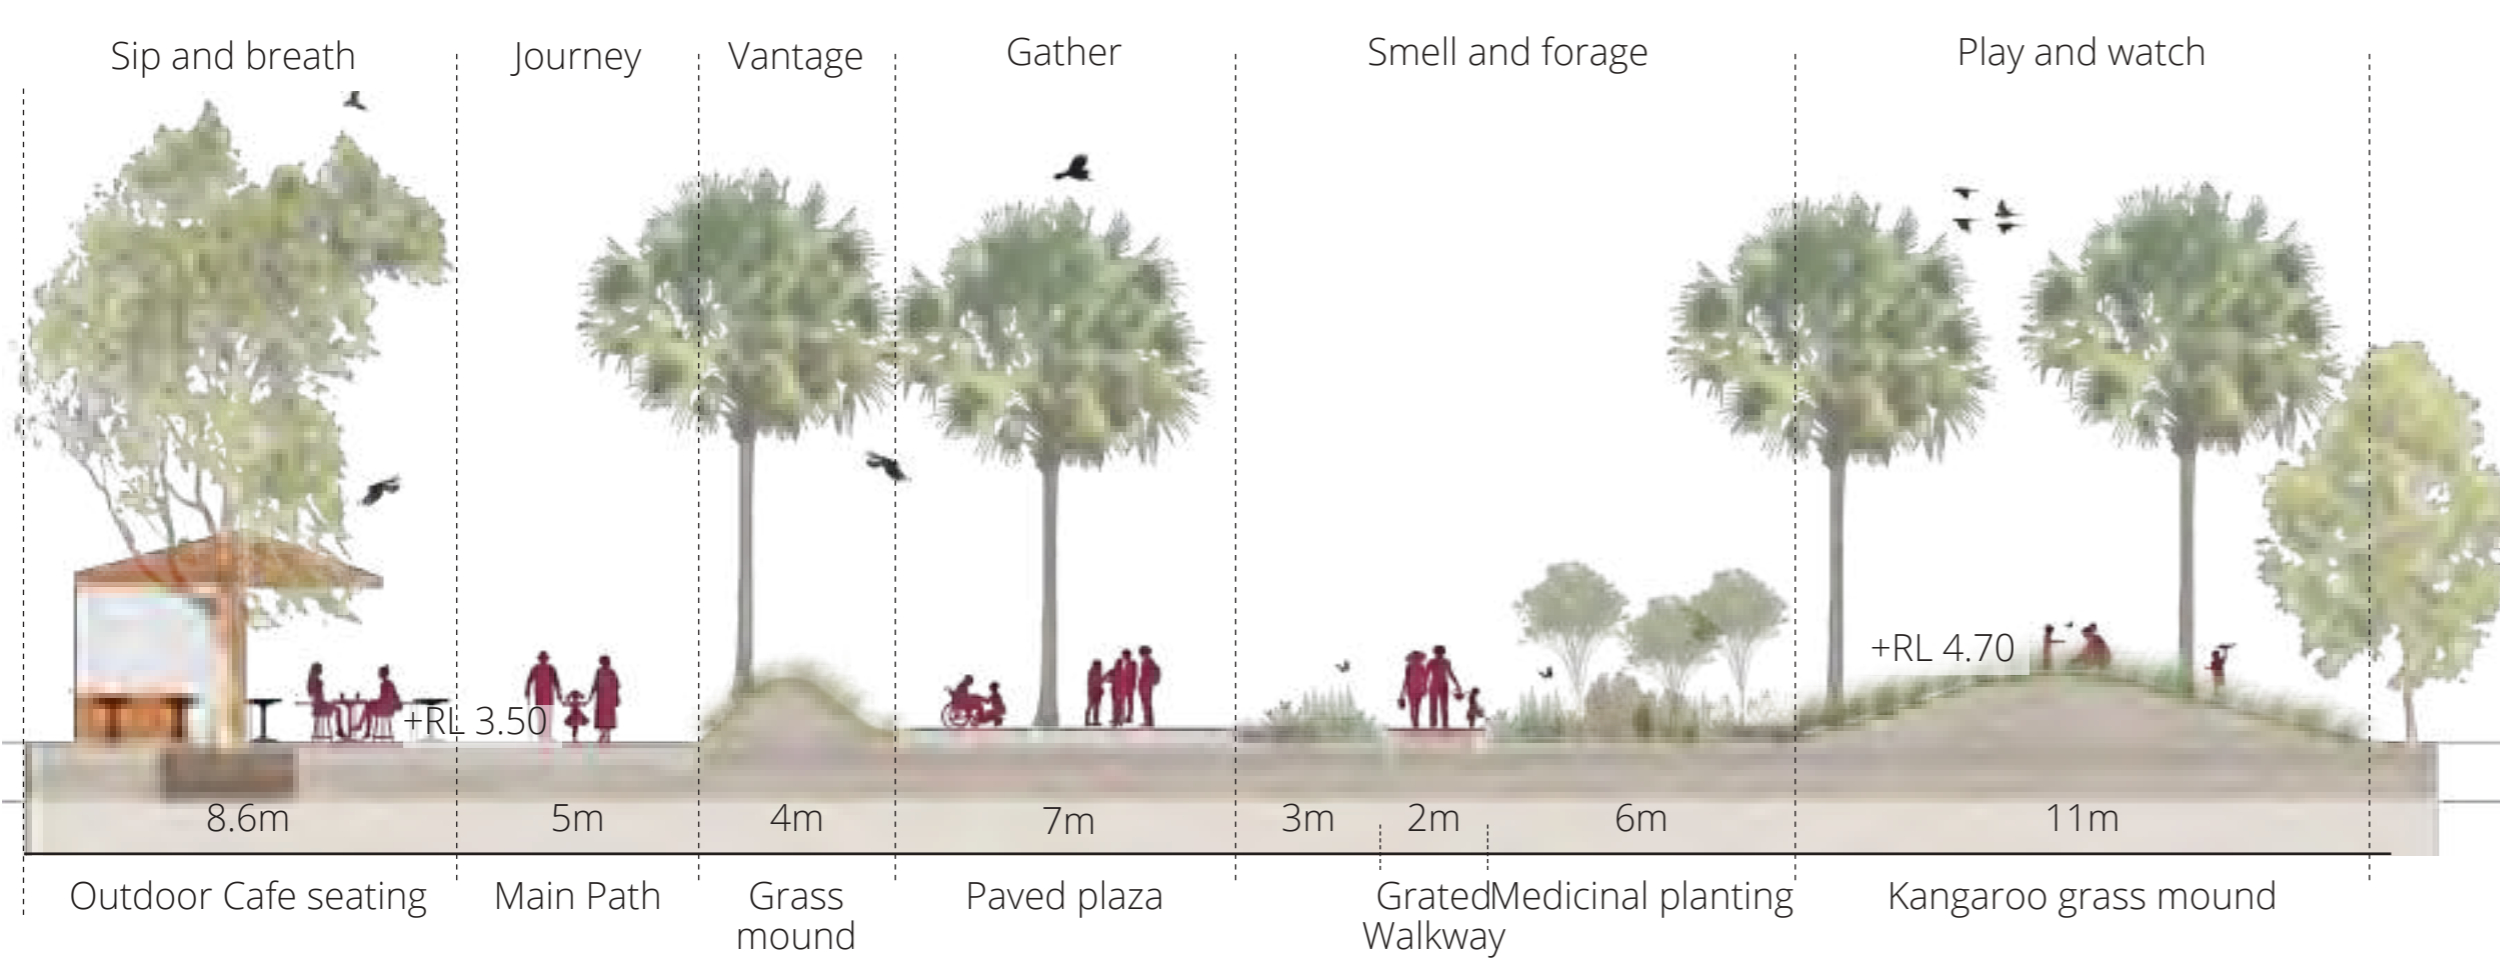 Sip and breath
Journey
Vantage
Gather
Smell and forage
Play and watch
+RL 3.50
+RL 4.70
8.6m
5m
4m
7m
3m
2m
6m
11m
Outdoor Cafe seating
Main Path
Grass
mound
Paved plaza
Grated
Walkway
Medicinal planting
Kangaroo grass mound